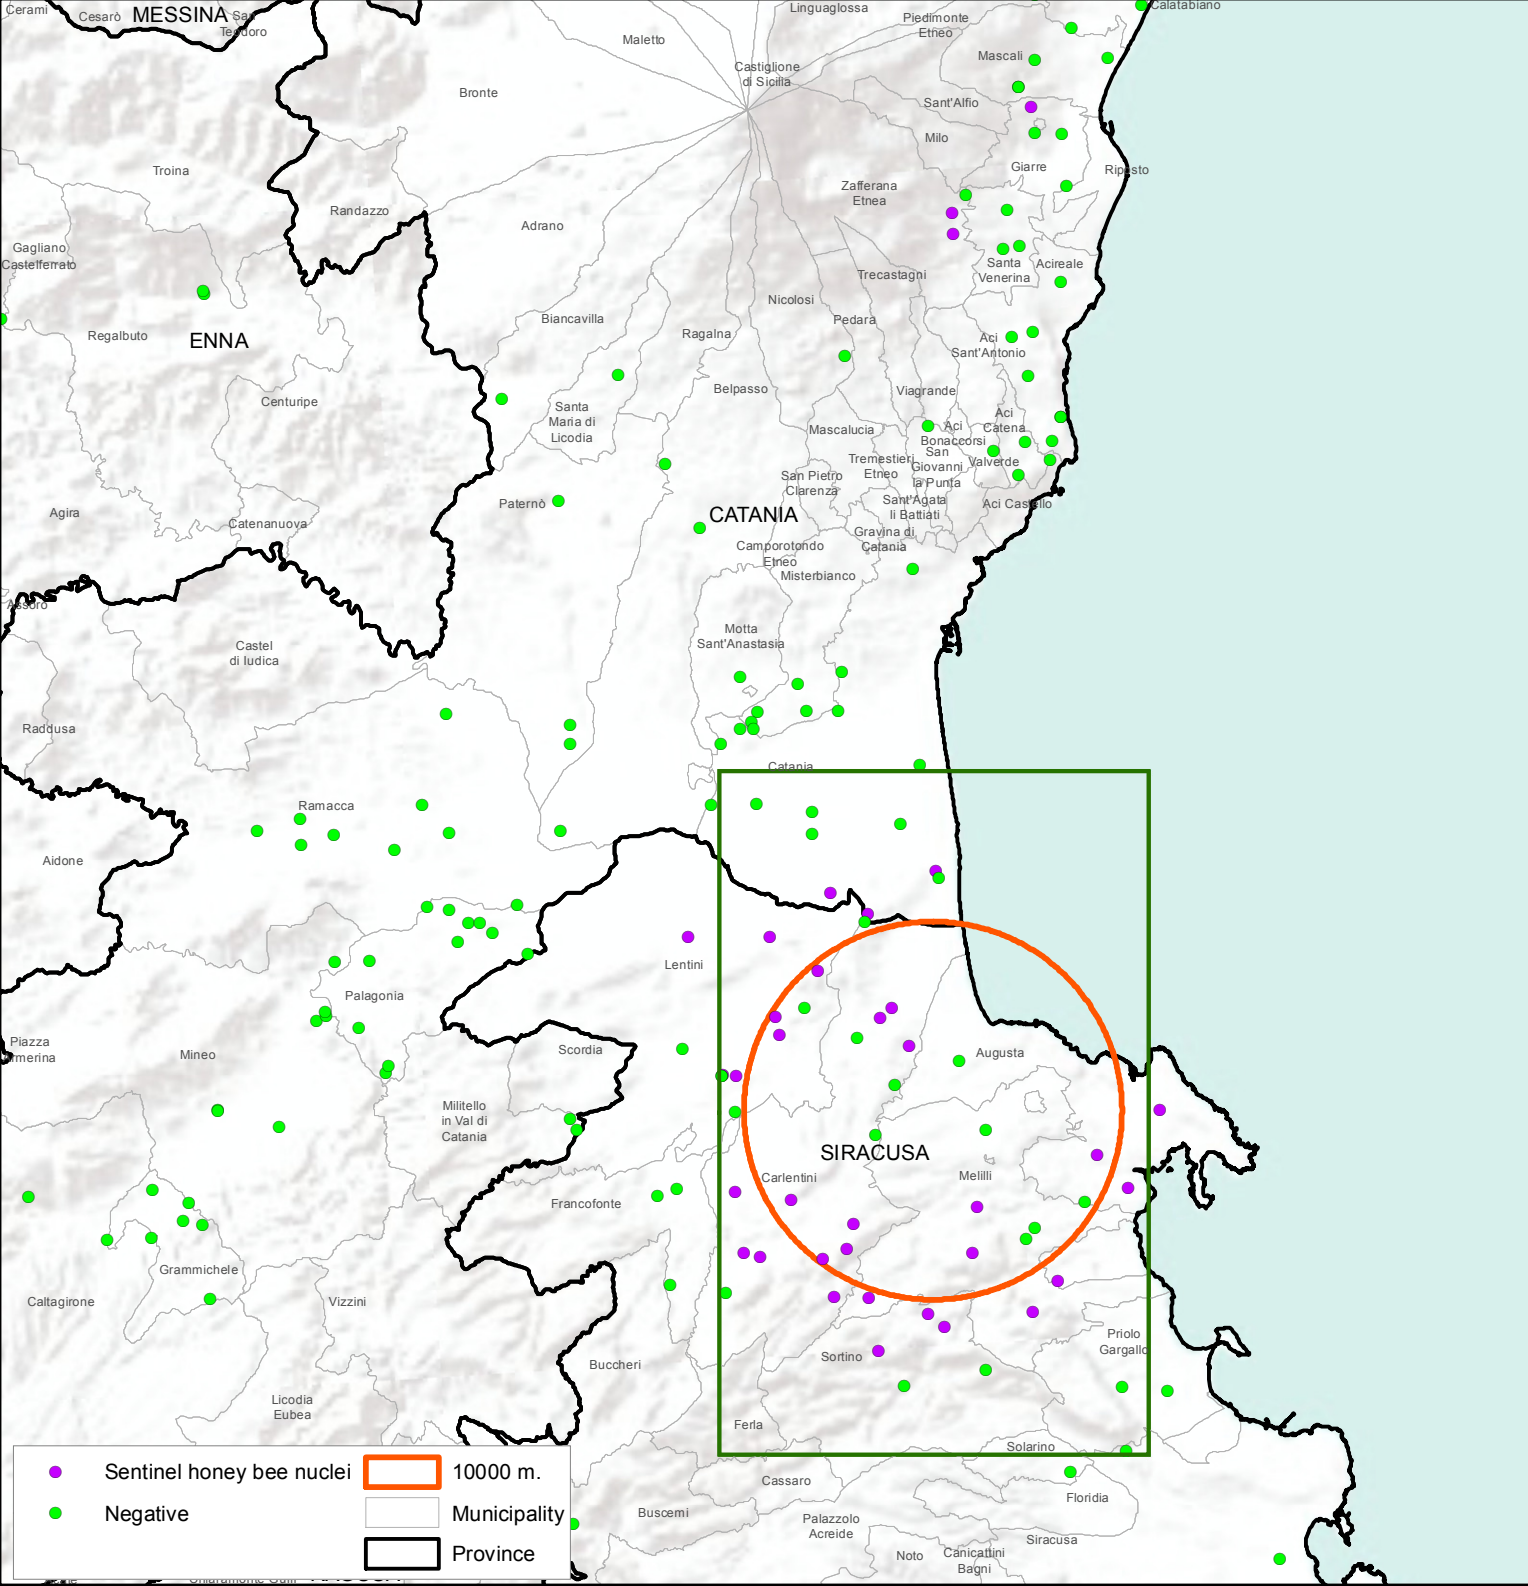 Cerami
Cesarò
MESSINA
San
Teodoro
Linguaglossa
Piedimonte
Etneo
Calatabiano
Maletto
Castiglione
di Sicilia
Mascali
Bronte
Sant'Alfio
Milo
Troina
Giarre
Riposto
Zafferana
Etnea
Randazzo
Adrano
Gagliano
Castelferrato
Trecastagni
Santa
Venerina
Acireale
Nicolosi
Biancavilla
Pedara
Regalbuto
ENNA
Ragalna
Aci
Sant'Antonio
Belpasso
Viagrande
Centuripe
Santa
Maria di
Licodia
Aci
Catena
Mascalucia
Aci
Bonaccorsi
San
Giovanni
la Punta
Tremestieri
Etneo
Valverde
San Pietro
Clarenza
Paternò
Sant'Agata
li Battiati
Aci Castello
Agira
Catenanuova
CATANIA
Gravina di
Catania
Camporotondo
Etneo
Misterbianco
Assoro
Motta
Sant'Anastasia
Castel
di Iudica
Raddusa
Catania
Ramacca
Aidone
Lentini
Palagonia
Piazza
Armerina
Mineo
Scordia
Augusta
Militello
in Val di
Catania
SIRACUSA
Carlentini
Melilli
Francofonte
Grammichele
Caltagirone
Vizzini
Priolo
Gargallo
Sortino
Buccheri
Licodia
Eubea
Ferla
Solarino
Cassaro
Floridia
Buscemi
Palazzolo
Acreide
Siracusa
Noto
Canicattini
Bagni
Sentinel honey bee nuclei
10000 m.
Negative
Municipality
Province